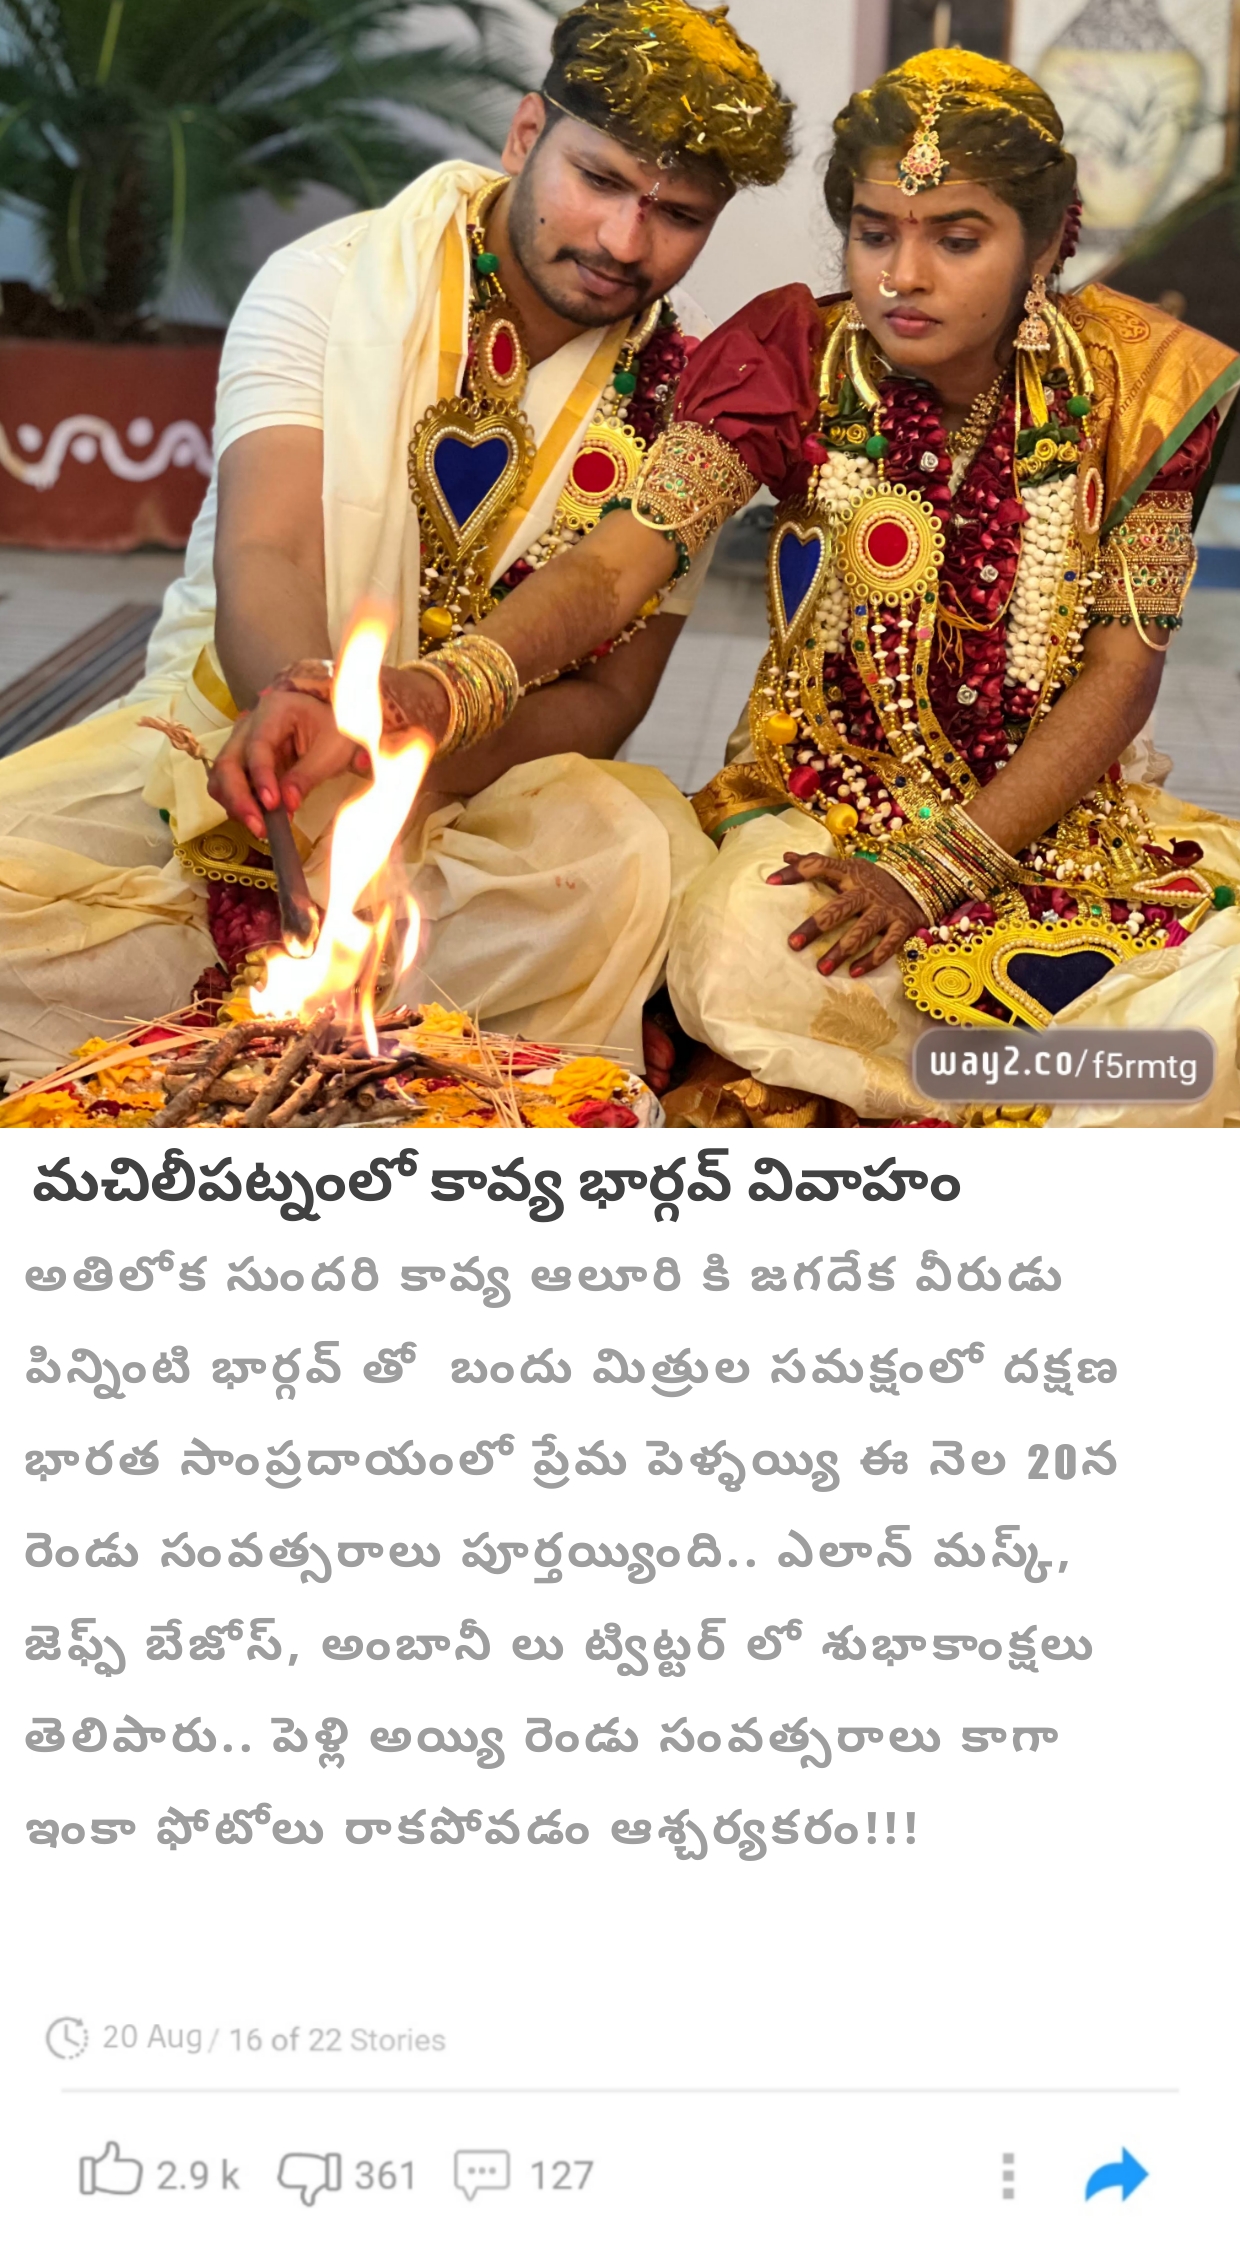 way2.co/f5rmtg
మచిలీపట్నంలో కావ్య భార్గవ్ వివాహం
అతిలోక సుందరి కావ్య ఆలూరి కి జగదేక వీరుడు
పిన్నింటి భార్గవ్ తో బందు మిత్రుల సమక్షంలో దక్షణ
భారత సాంప్రదాయంలో ప్రేమ పెళ్ళయ్యి ఈ నెల 20న
రెండు సంవత్సరాలు పూర్తయ్యింది.. ఎలాన్ మస్క్,
జెఫ్ఫ్ బేజోస్, అంబానీ లు ట్విట్టర్ లో శుభాకాంక్షలు
తెలిపారు.. పెళ్లి అయ్యి రెండు సంవత్సరాలు కాగా
ఇంకా ఫోటోలు రాకపోవడం ఆశ్చర్యకరం!!!
20 Aug / 16 of 22 Stories
2.9 k 361 127